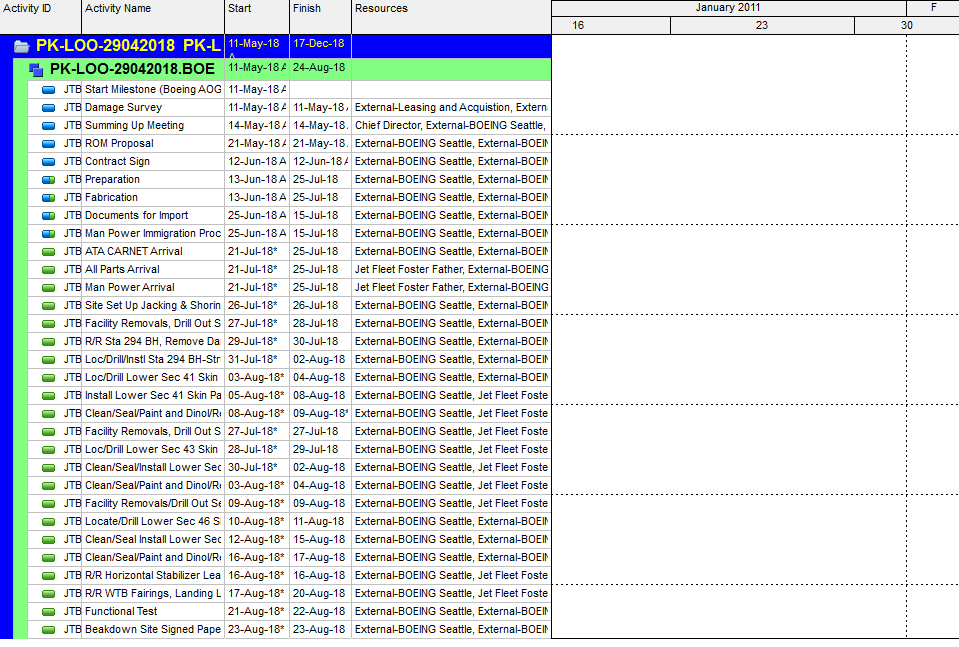 Activity ID Activity Name Start Finish Resources January 2011 F
16 23 30
PK-LOO-29042018 PK-L 11-May-18 17-Dec-18
PK-LOO-29042018.BOE 11-May-18 A 24-Aug-18
JTB Start Milestone (Boeing AOG 11-May-18 A
JTB Damage Survey 11-May-18 A 11-May-18 A External-Leasing and Acquistion, Extern
JTB Summing Up Meeting 14-May-18 A 14-May-18 Chief Director, External-BOEING Seattle,
JTB ROM Proposal 21-May-18 A 21-May-18 External-BOEING Seattle, External-BOEIN
JTB Contract Sign 12-Jun-18 A 12-Jun-18 A External-BOEING Seattle, External-BOEIN
JTB Preparation 13-Jun-18 A 25-Jul-18 External-BOEING Seattle, External-BOEIN
JTB Fabrication 13-Jun-18 A 25-Jul-18 External-BOEING Seattle, External-BOEIN
JTB Documents for Import 25-Jun-18 A 15-Jul-18 External-BOEING Seattle, External-BOEIN
JTB Man Power Immigration Proc 25-Jun-18 A 15-Jul-18 External-BOEING Seattle, External-BOEIN
JTB ATA CARNET Arrival 21-Jul-18* 25-Jul-18 External-BOEING Seattle, External-BOEIN
JTB All Parts Arrival 21-Jul-18* 25-Jul-18 Jet Fleet Foster Father, External-BOEING
JTB Man Power Arrival 21-Jul-18* 25-Jul-18 Jet Fleet Foster Father, External-BOEING
JTB Site Set Up Jacking & Shorin 26-Jul-18* 26-Jul-18 External-BOEING Seattle, External-BOEIN
JTB Facility Removals, Drill Out S 27-Jul-18* 28-Jul-18 External-BOEING Seattle, External-BOEIN
JTB R/R Sta 294 BH, Remove Da 29-Jul-18* 30-Jul-18 External-BOEING Seattle, External-BOEIN
JTB Loc/Drill/Instl Sta 294 BH-Str 31-Jul-18* 02-Aug-18 External-BOEING Seattle, External-BOEIN
JTB Loc/Drill Lower Sec 41 Skin 03-Aug-18* 04-Aug-18 External-BOEING Seattle, External-BOEIN
JTB Install Lower Sec 41 Skin Pa 05-Aug-18* 08-Aug-18 External-BOEING Seattle, Jet Fleet Foste
JTB Clean/Seal/Paint and Dinol/R 08-Aug-18* 09-Aug-18* External-BOEING Seattle, Jet Fleet Foste
JTB Facility Removals, Drill Out S 27-Jul-18* 27-Jul-18 External-BOEING Seattle, Jet Fleet Foste
JTB Loc/Drill Lower Sec 43 Skin 28-Jul-18* 29-Jul-18 External-BOEING Seattle, Jet Fleet Foste
JTB Clean/Seal/Install Lower Sec 30-Jul-18* 02-Aug-18 External-BOEING Seattle, Jet Fleet Foste
JTB Clean/Seal/Paint and Dinol/R 03-Aug-18* 04-Aug-18 External-BOEING Seattle, Jet Fleet Foste
JTB Facility Removals/Drill Out Se 09-Aug-18* 09-Aug-18 External-BOEING Seattle, Jet Fleet Foste
JTB Locate/Drill Lower Sec 46 S 10-Aug-18* 11-Aug-18 External-BOEING Seattle, External-BOEIN
JTB Clean/Seal Install Lower Sec 12-Aug-18* 15-Aug-18 External-BOEING Seattle, External-BOEIN
JTB Clean/Seal/Paint and Dinol/R 16-Aug-18* 17-Aug-18 External-BOEING Seattle, External-BOEIN
JTB R/R Horizontal Stabilizer Lea 16-Aug-18* 16-Aug-18 External-BOEING Seattle, Jet Fleet Foste
JTB R/R WTB Fairings, Landing L 17-Aug-18* 20-Aug-18 External-BOEING Seattle, Jet Fleet Foste
JTB Functional Test 21-Aug-18* 22-Aug-18 External-BOEING Seattle, External-BOEIN
JTB Beakdown Site Signed Pape 23-Aug-18* 23-Aug-18 External-BOEING Seattle, External-BOEIN